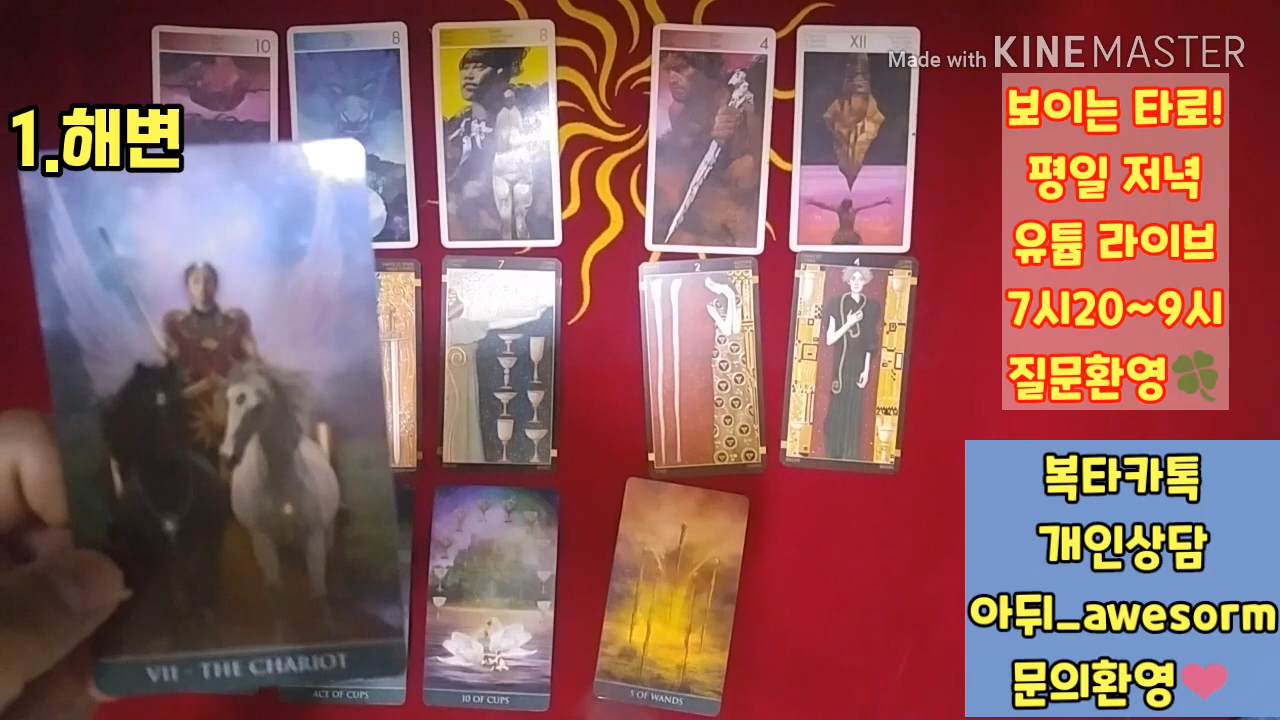 10
8
8
4
XII
Made with KINEMASTER
1.해변
보이는 타로!
평일 저녁
유튭 라이브
7시20~9시
질문환영🍀
7
2
4
복타카톡
개인상담
아뒤_awesorm
문의환영❤
VII - THE CHARIOT
ACE OF CUPS
10 OF CUPS
5 OF WANDS